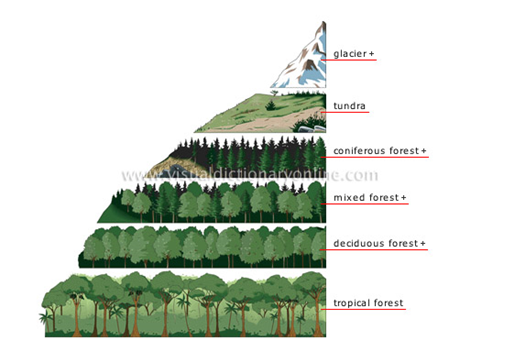 glacier +
tundra
coniferous forest +
www.visualdictionaryonline.com
mixed forest +
deciduous forest +
tropical forest